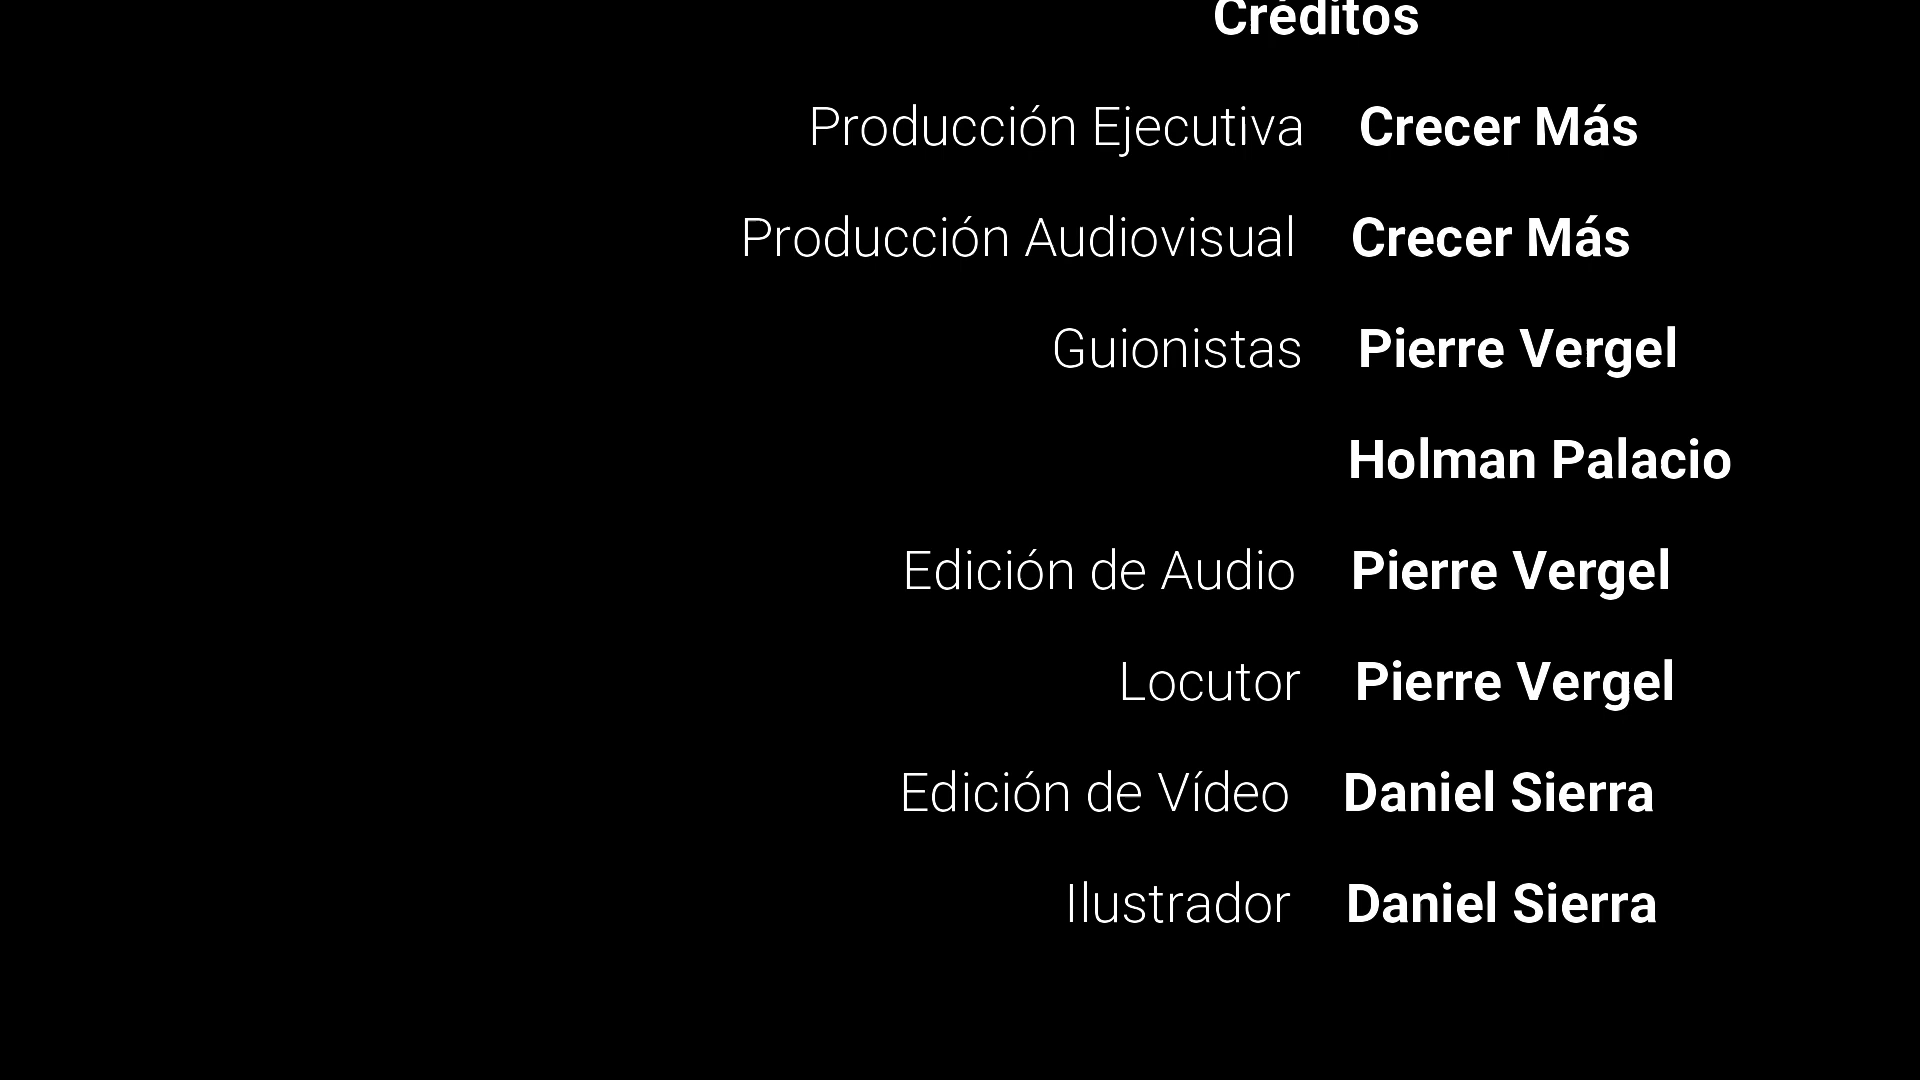 Créditos
Producción Ejecutiva Crecer Más
Producción Audiovisual Crecer Más
Guionistas Pierre Vergel
Holman Palacio
Edición de Audio Pierre Vergel
Locutor Pierre Vergel
Edición de Vídeo Daniel Sierra
Ilustrador Daniel Sierra